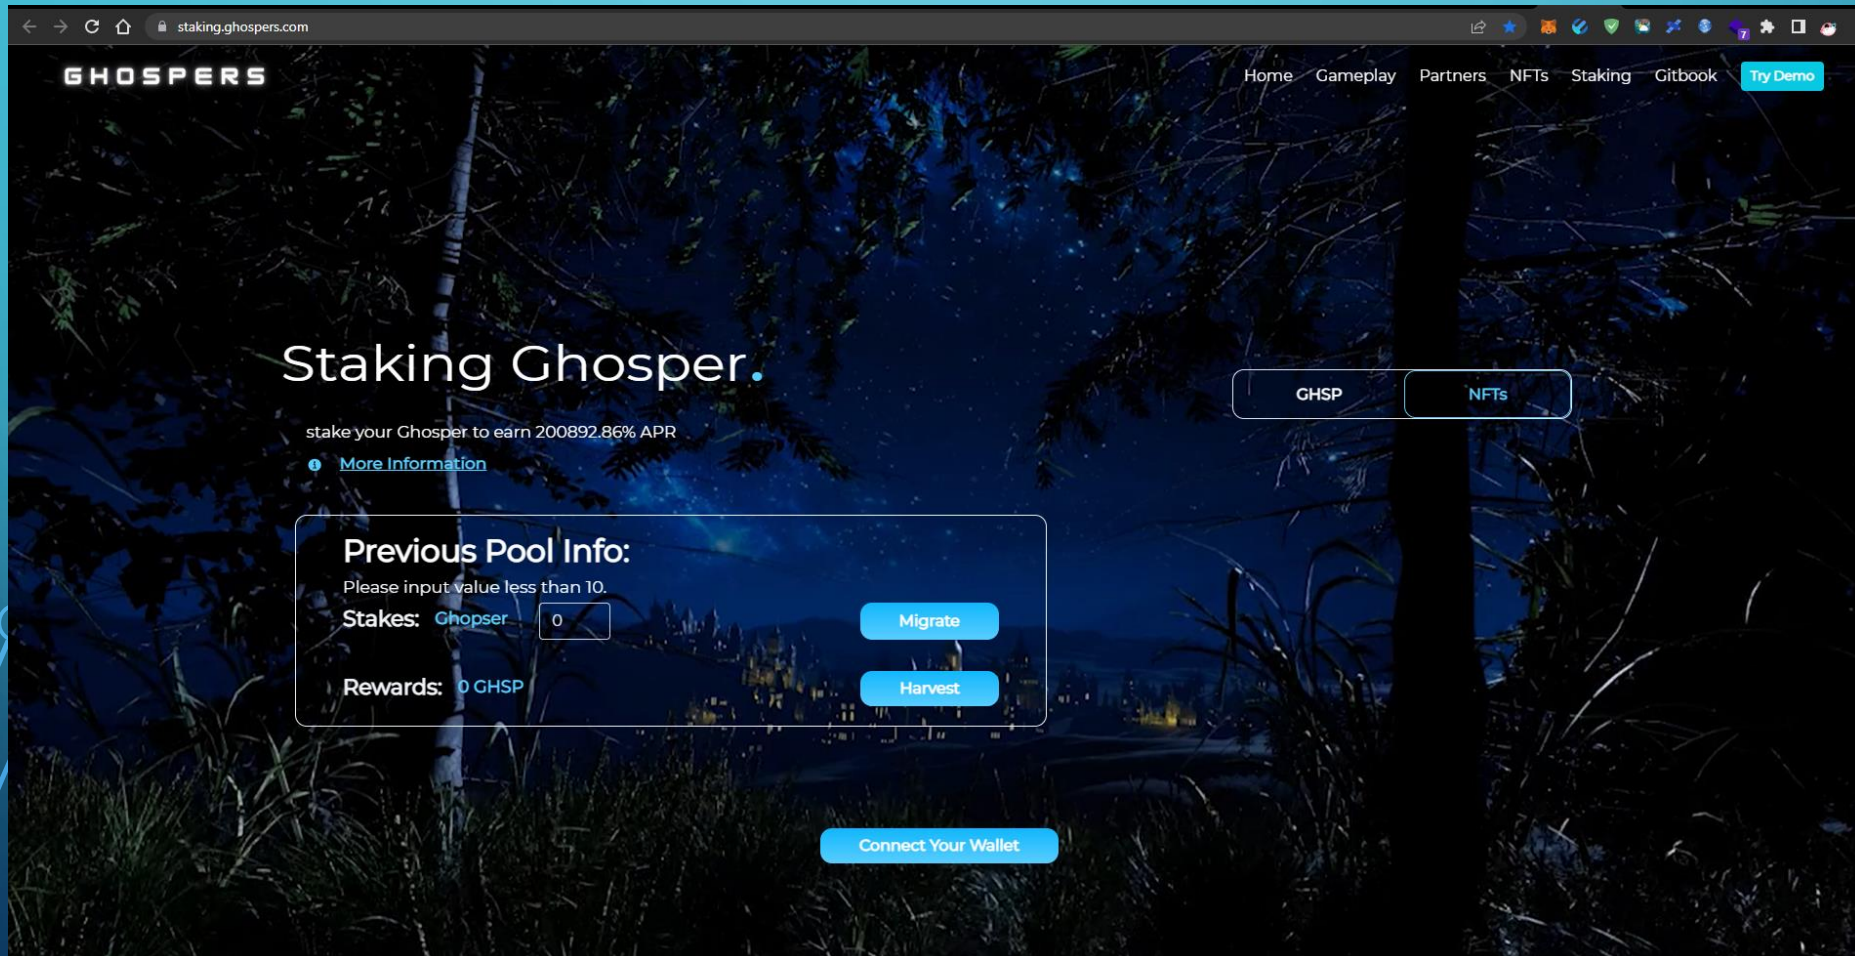 staking.ghospers.com
7
GHOSPERS
Home Gameplay Partners NFTs Staking Gitbook Try Demo
Staking Ghosper.
GHSP NFTs
stake your Ghosper to earn 200892.86% APR
More Information
Previous Pool Info:
Please input value less than 10.
Stakes: Ghopser 0 Migrate
Rewards: 0 GHSP Harvest
Connect Your Wallet